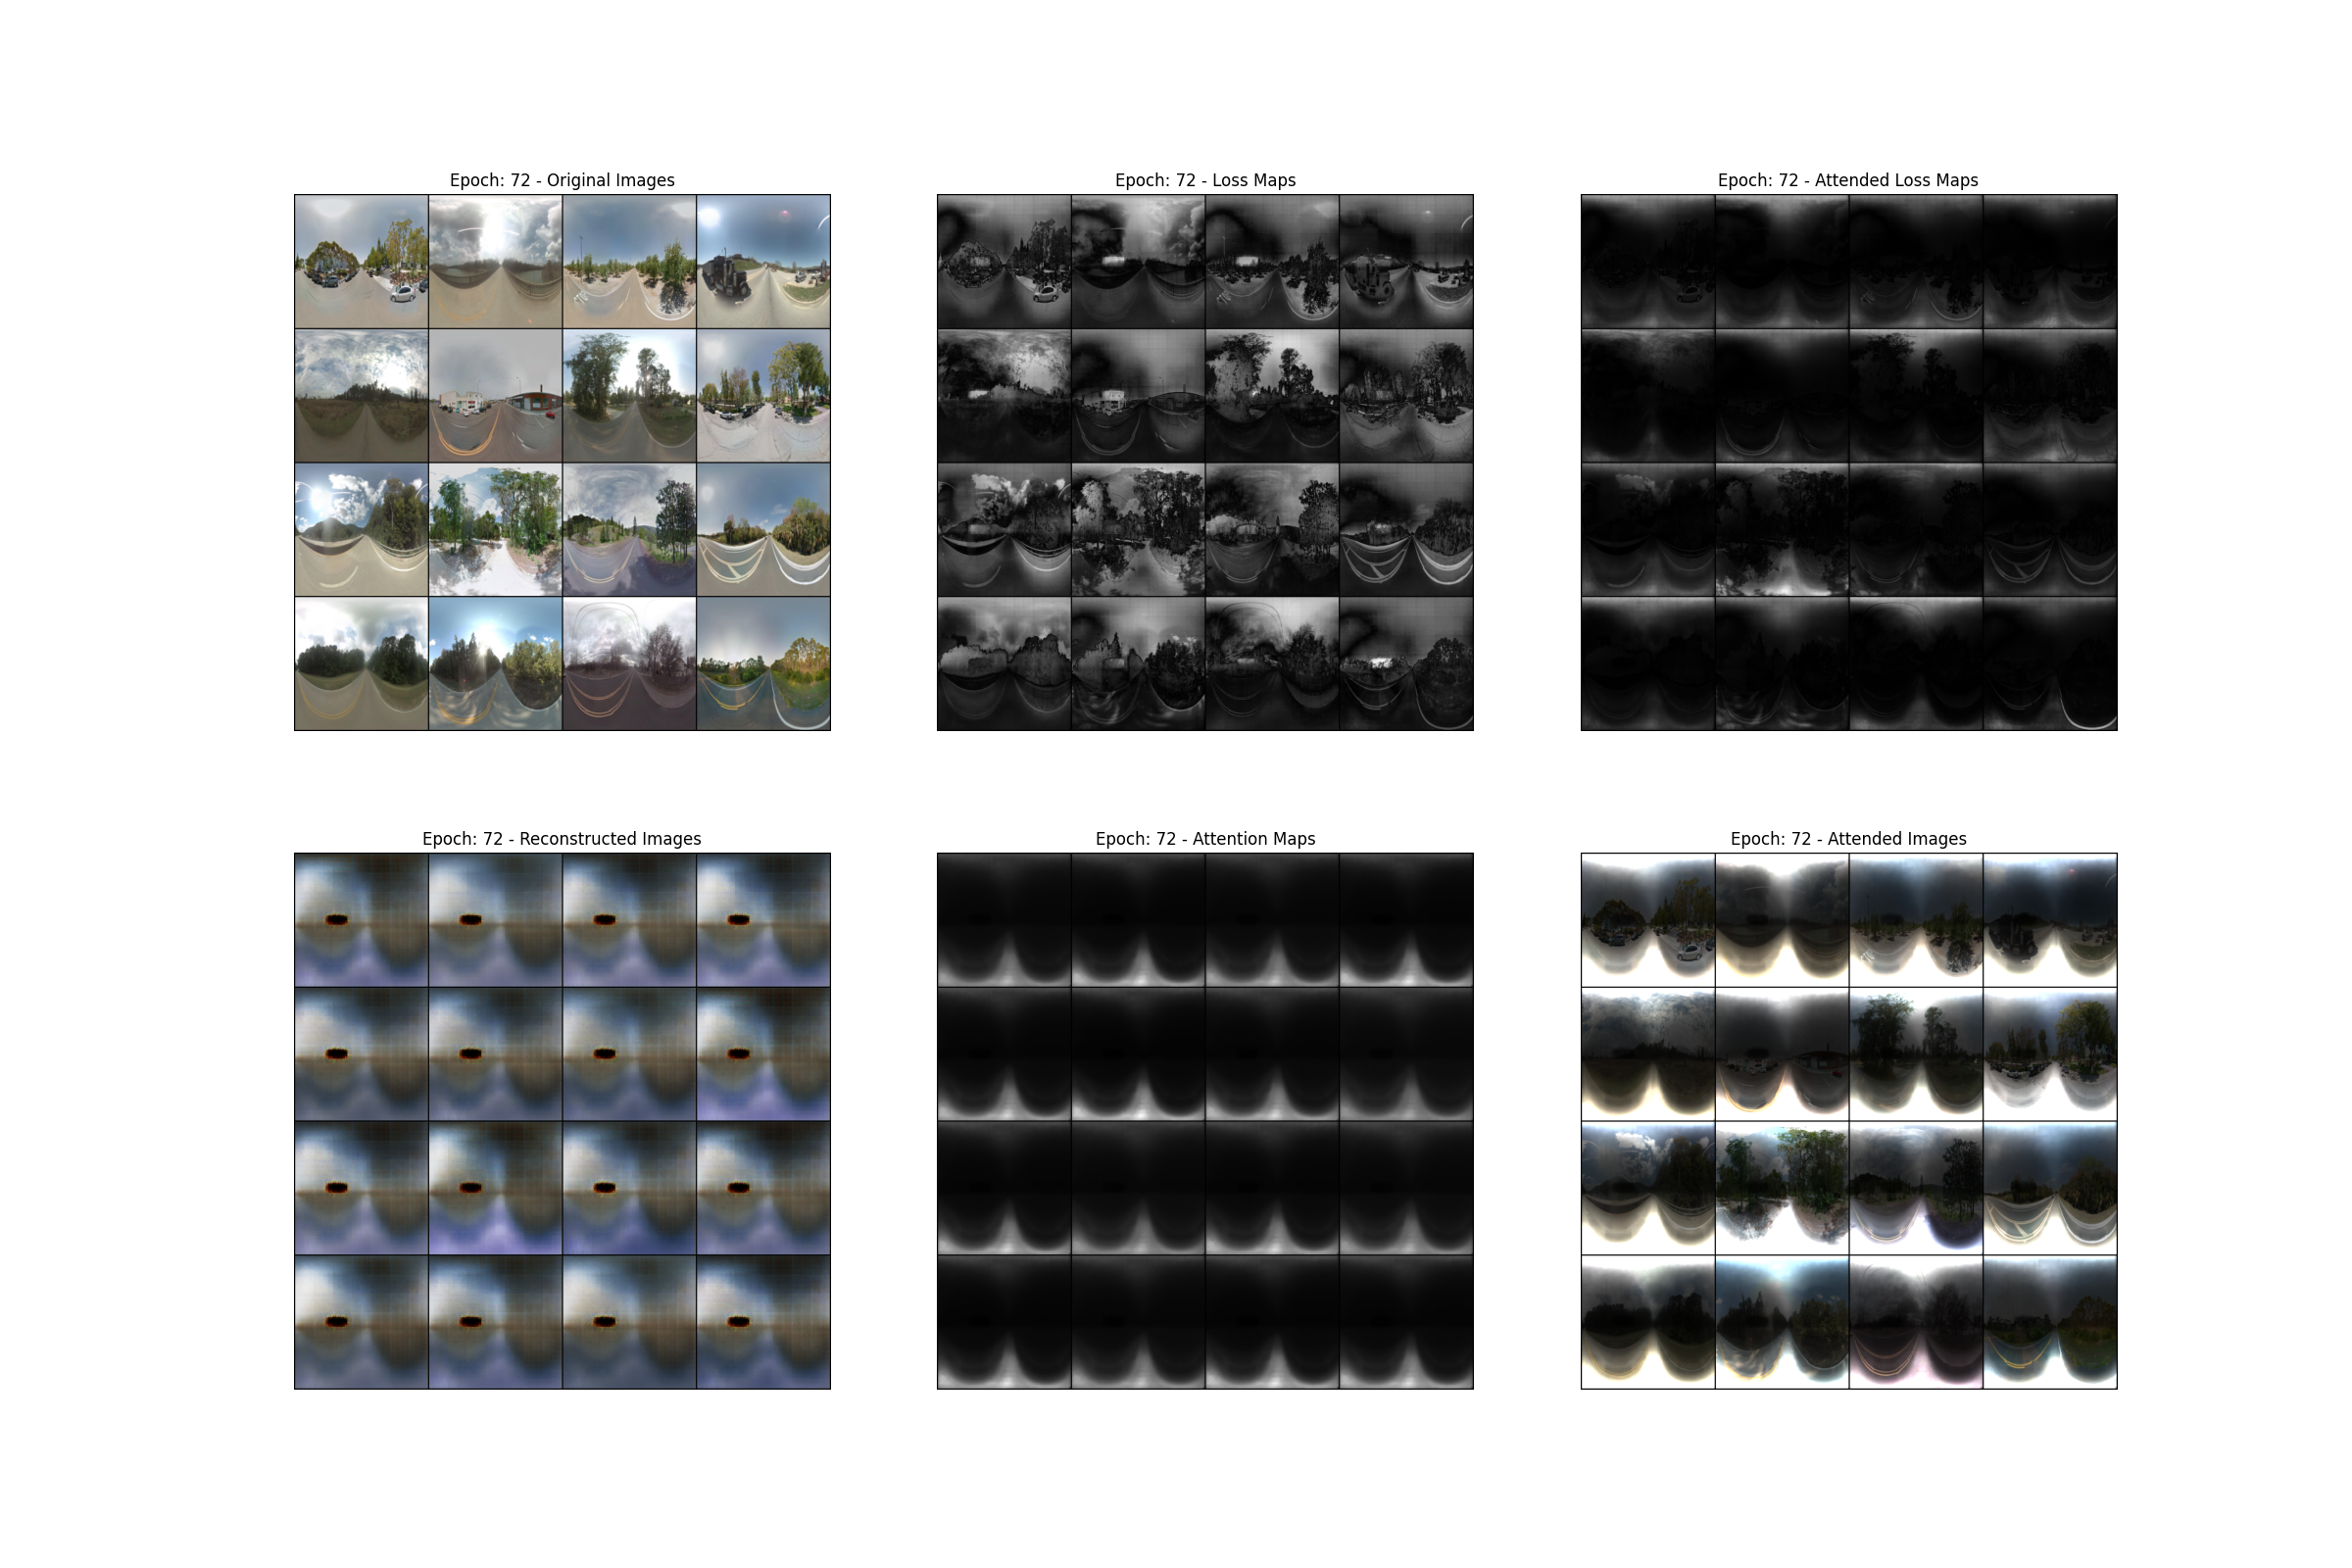 Epoch: 72 - Original Images
Epoch: 72 - Loss Maps
Epoch: 72 - Attended Loss Maps
Epoch: 72 - Reconstructed Images
Epoch: 72 - Attention Maps
Epoch: 72 - Attended Images